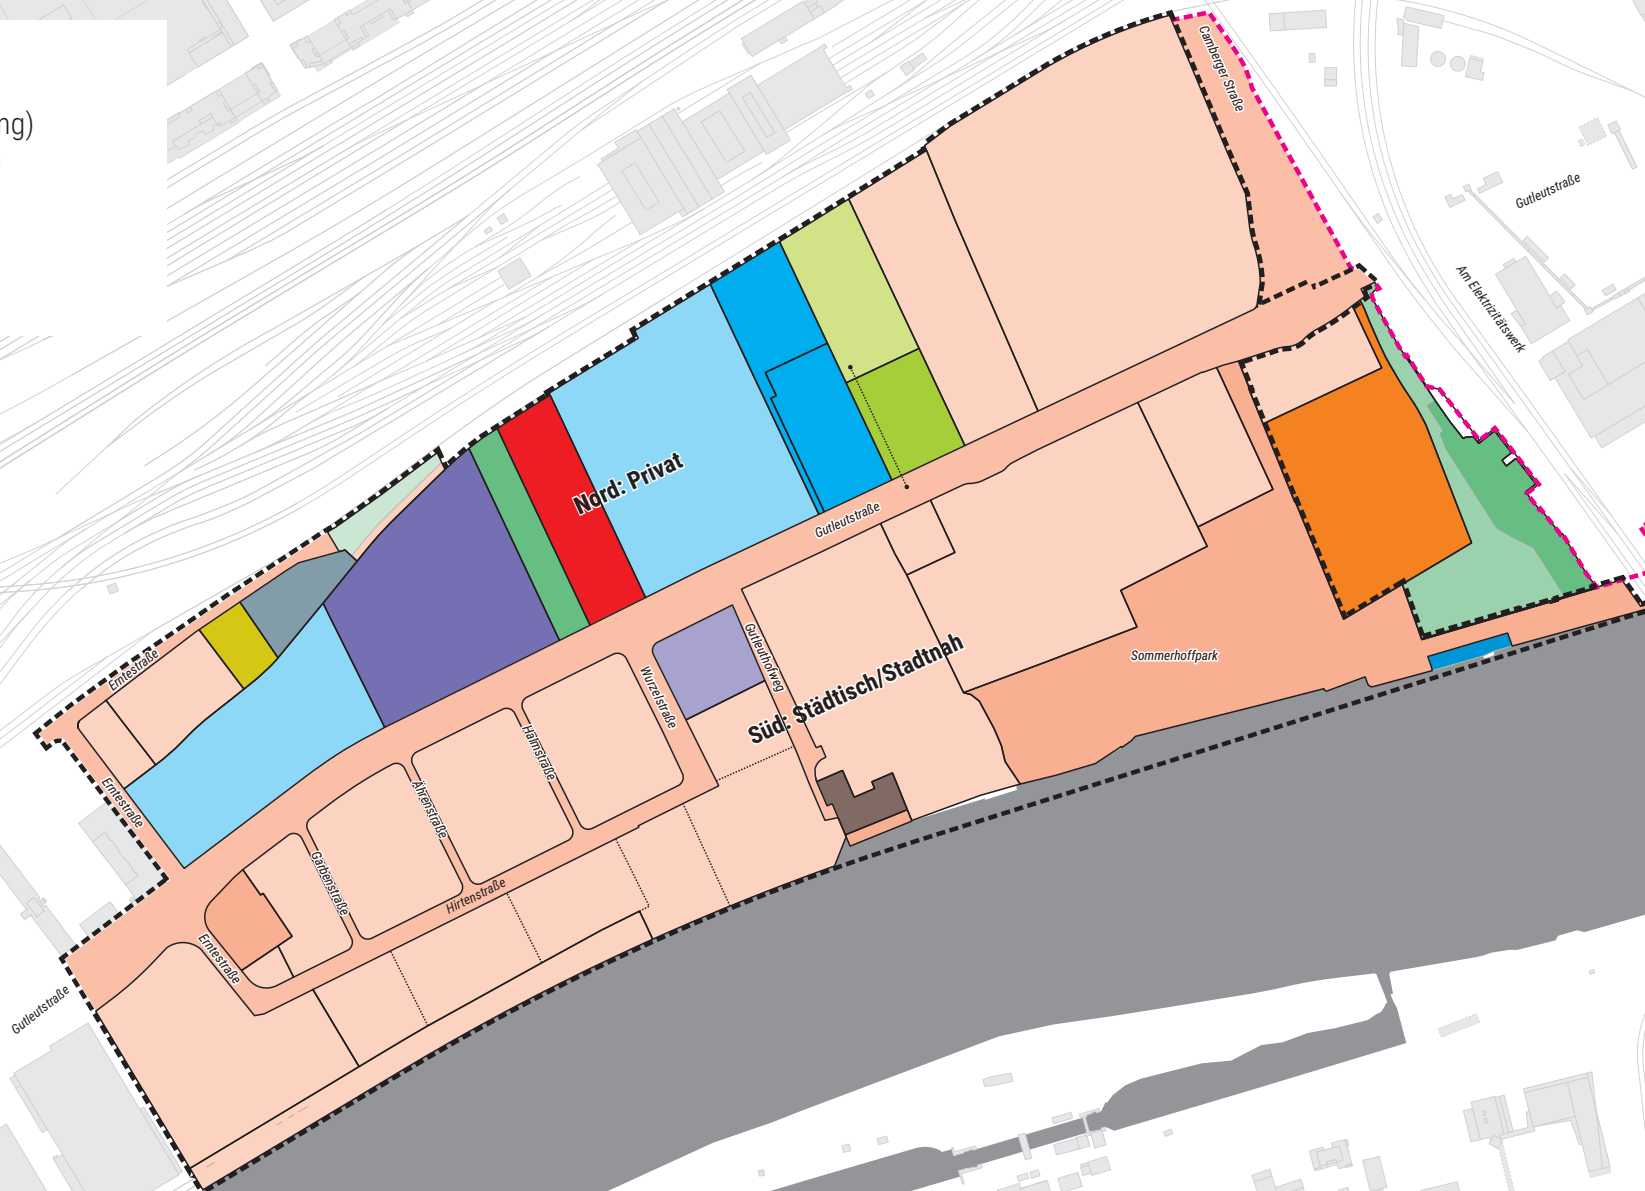 ng)
Camberger Straße
Gutleutstraße
Am Elektrizitätswerk
Nord: Privat
Gutleutstraße
Erntestraße
Gutleuthofweg
Wurzelstraße
Süd: Städtisch/Stadtnah
Sommerhoffpark
Halmstraße
Ährenstraße
Erntestraße
Garbenstraße
Hirtenstraße
Erntestraße
Gutleutstraße